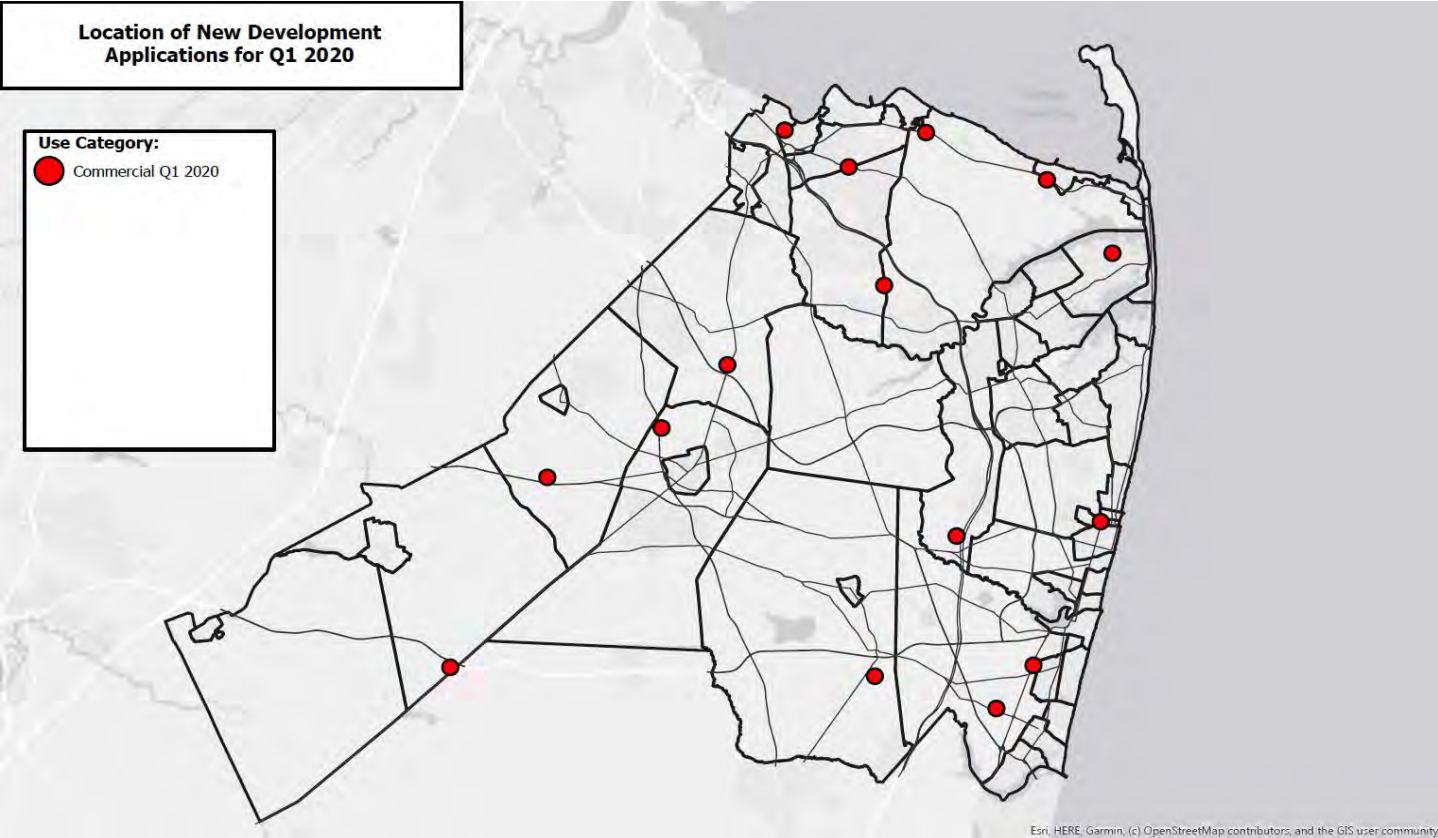 Location of New Development
Applications for Q1 2020
Use Category:
Commercial Q1 2020
Esri, HERE, Garmin, (c) OpenStreetMap contributors, and the GIS user community